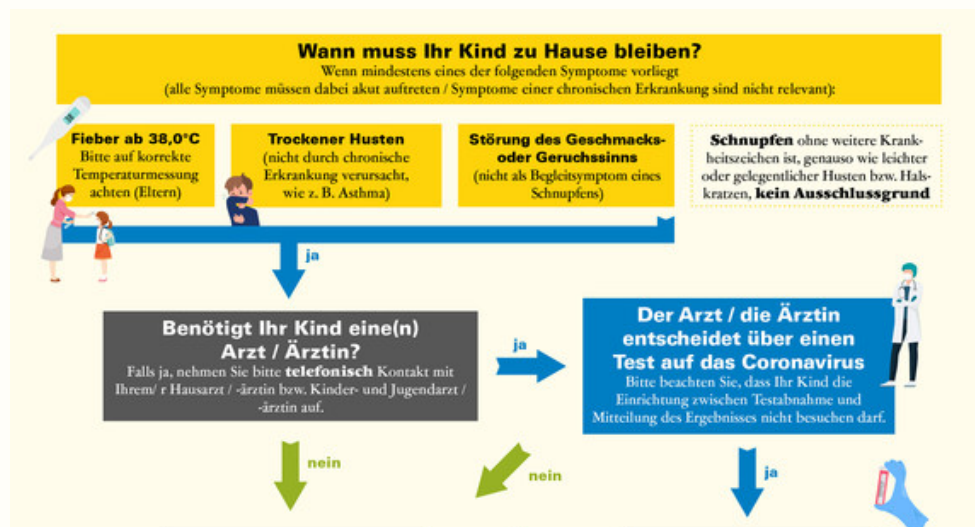 Wann muss Ihr Kind zu Hause bleiben?
Wenn mindestens eines der folgenden Symptome vorliegt
(alle Symptome müssen dabei akut auftreten / Symptome einer chronischen Erkrankung sind nicht relevant):
Fieber ab 38,0°C
Bitte auf korrekte
Temperaturmessung
achten (Eltern)
Trockener Husten
(nicht durch chronische
Erkrankung verursacht,
wie z. B. Asthma)
Störung des Geschmacks-
oder Geruchssinns
(nicht als Begleitsymptom eines
Schnupfens)
Schnupfen ohne weitere Krank-
heitszeichen ist, genauso wie leichter
oder gelegentlicher Husten bzw. Hals-
kratzen, kein Ausschlussgrund
ja
Benötigt Ihr Kind eine(n)
Arzt / Ärztin?
Falls ja, nehmen Sie bitte telefonisch Kontakt mit
Ihrem/ r Hausarzt / -ärztin bzw. Kinder- und Jugendarzt /
-ärztin auf.
ja
Der Arzt / die Ärztin
entscheidet über einen
Test auf das Coronavirus
Bitte beachten Sie, dass Ihr Kind die
Einrichtung zwischen Testabnahme und
Mitteilung des Ergebnisses nicht besuchen darf.
nein
nein
ja